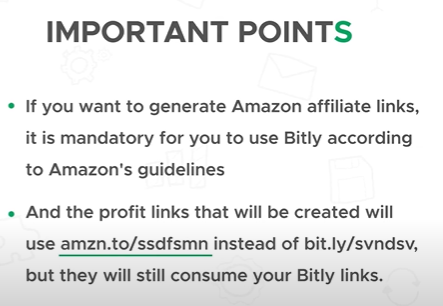 IMPORTANT POINTS
• If you want to generate Amazon affiliate links,
it is mandatory for you to use Bitly according
to Amazon's guidelines
• And the profit links that will be created will
use amzn.to/ssdfsmn instead of bit.ly/svndsv,
but they will still consume your Bitly links.